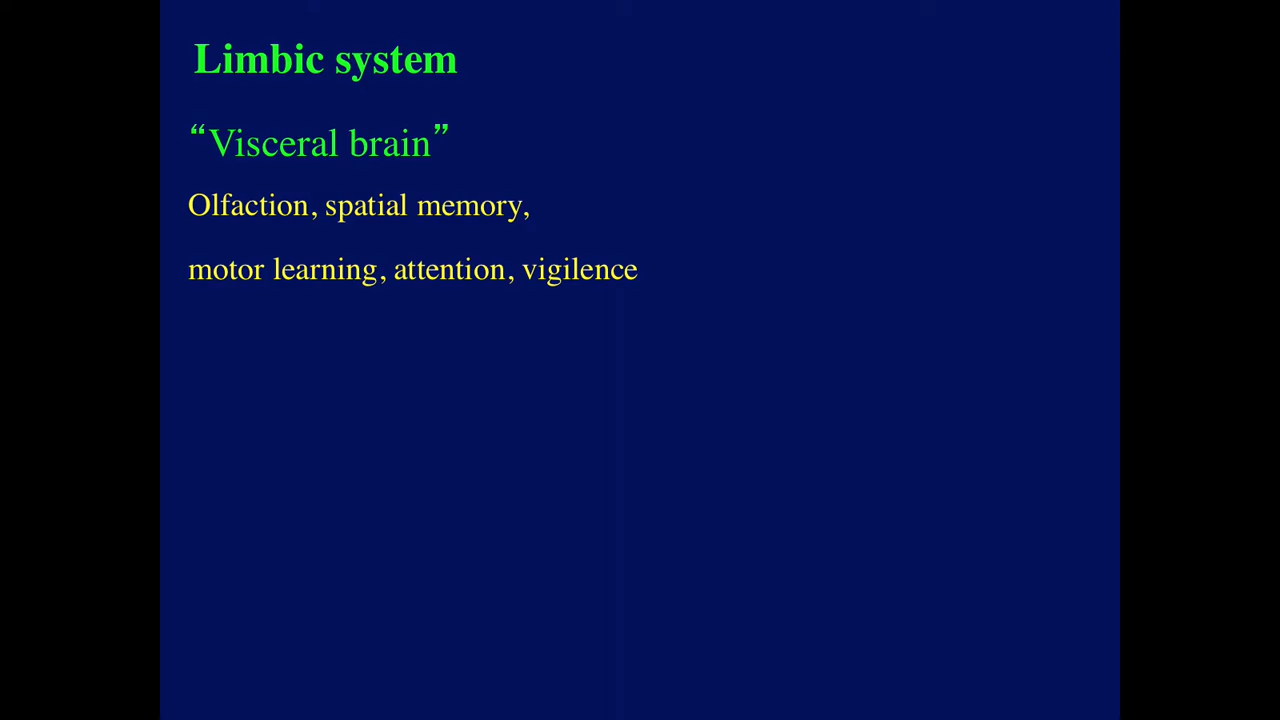 Limbic system
“Visceral brain”
Olfaction, spatial memory,
motor learning, attention, vigilence